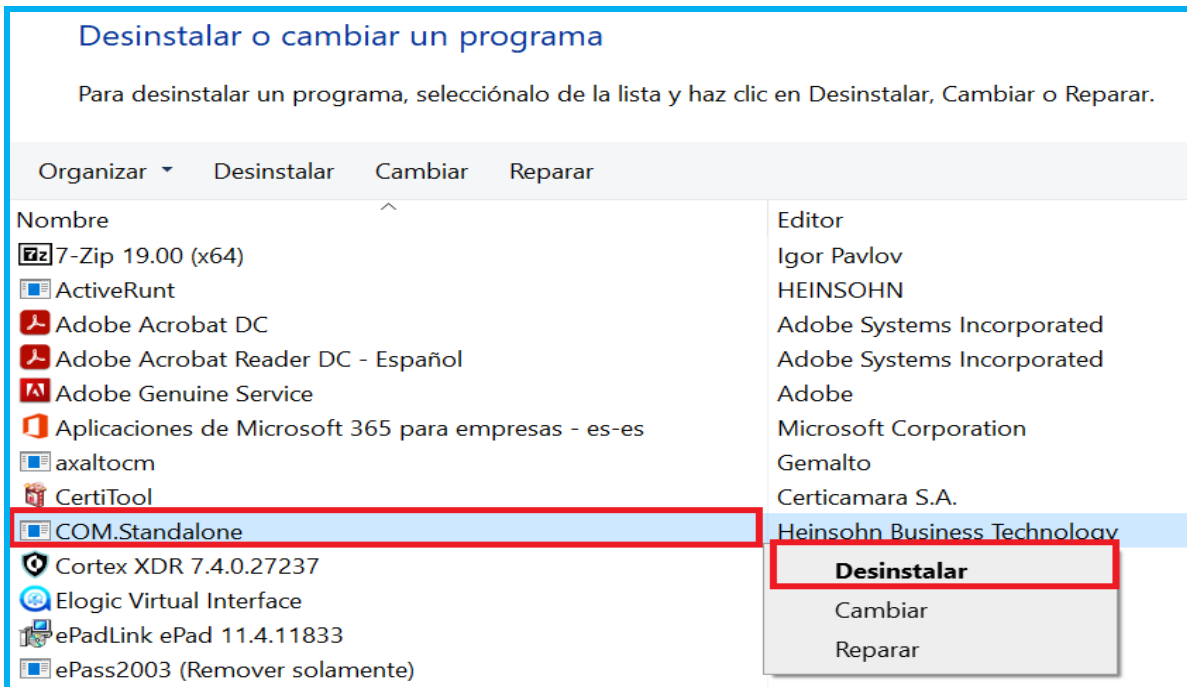 Desinstalar o cambiar un programa
Para desinstalar un programa, selecciónalo de la lista y haz clic en Desinstalar, Cambiar o Reparar.
Organizar Desinstalar Cambiar Reparar
Nombre Editor
7z 7-Zip 19.00 (x64) Igor Pavlov
ActiveRunt HEINSOHN
Adobe Acrobat DC Adobe Systems Incorporated
Adobe Acrobat Reader DC - Español Adobe Systems Incorporated
Adobe Genuine Service Adobe
Aplicaciones de Microsoft 365 para empresas - es-es Microsoft Corporation
axaltocm Gemalto
CertiTool Certicamara S.A.
COM.Standalone Heinsohn Business Technology
Cortex XDR 7.4.0.27237 Desinstalar
Elogic Virtual Interface Cambiar
ePadLink ePad 11.4.11833 Reparar
ePass2003 (Remover solamente)